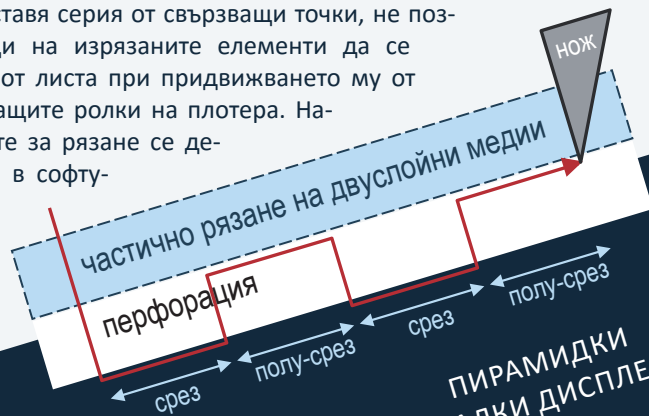 ставя серия от свързващи точки, не поз-
ди на изрязаните елементи да се
от листа при придвижването му от
ащите ролки на плотера. На-
те за рязане се де-
в софту-
нож
частично рязане на двуслойни медии
перфорация
срез
полу-срез
срез
полу-срез
ПИРАМИДКИ
ДКИ ДИСПЛЕ